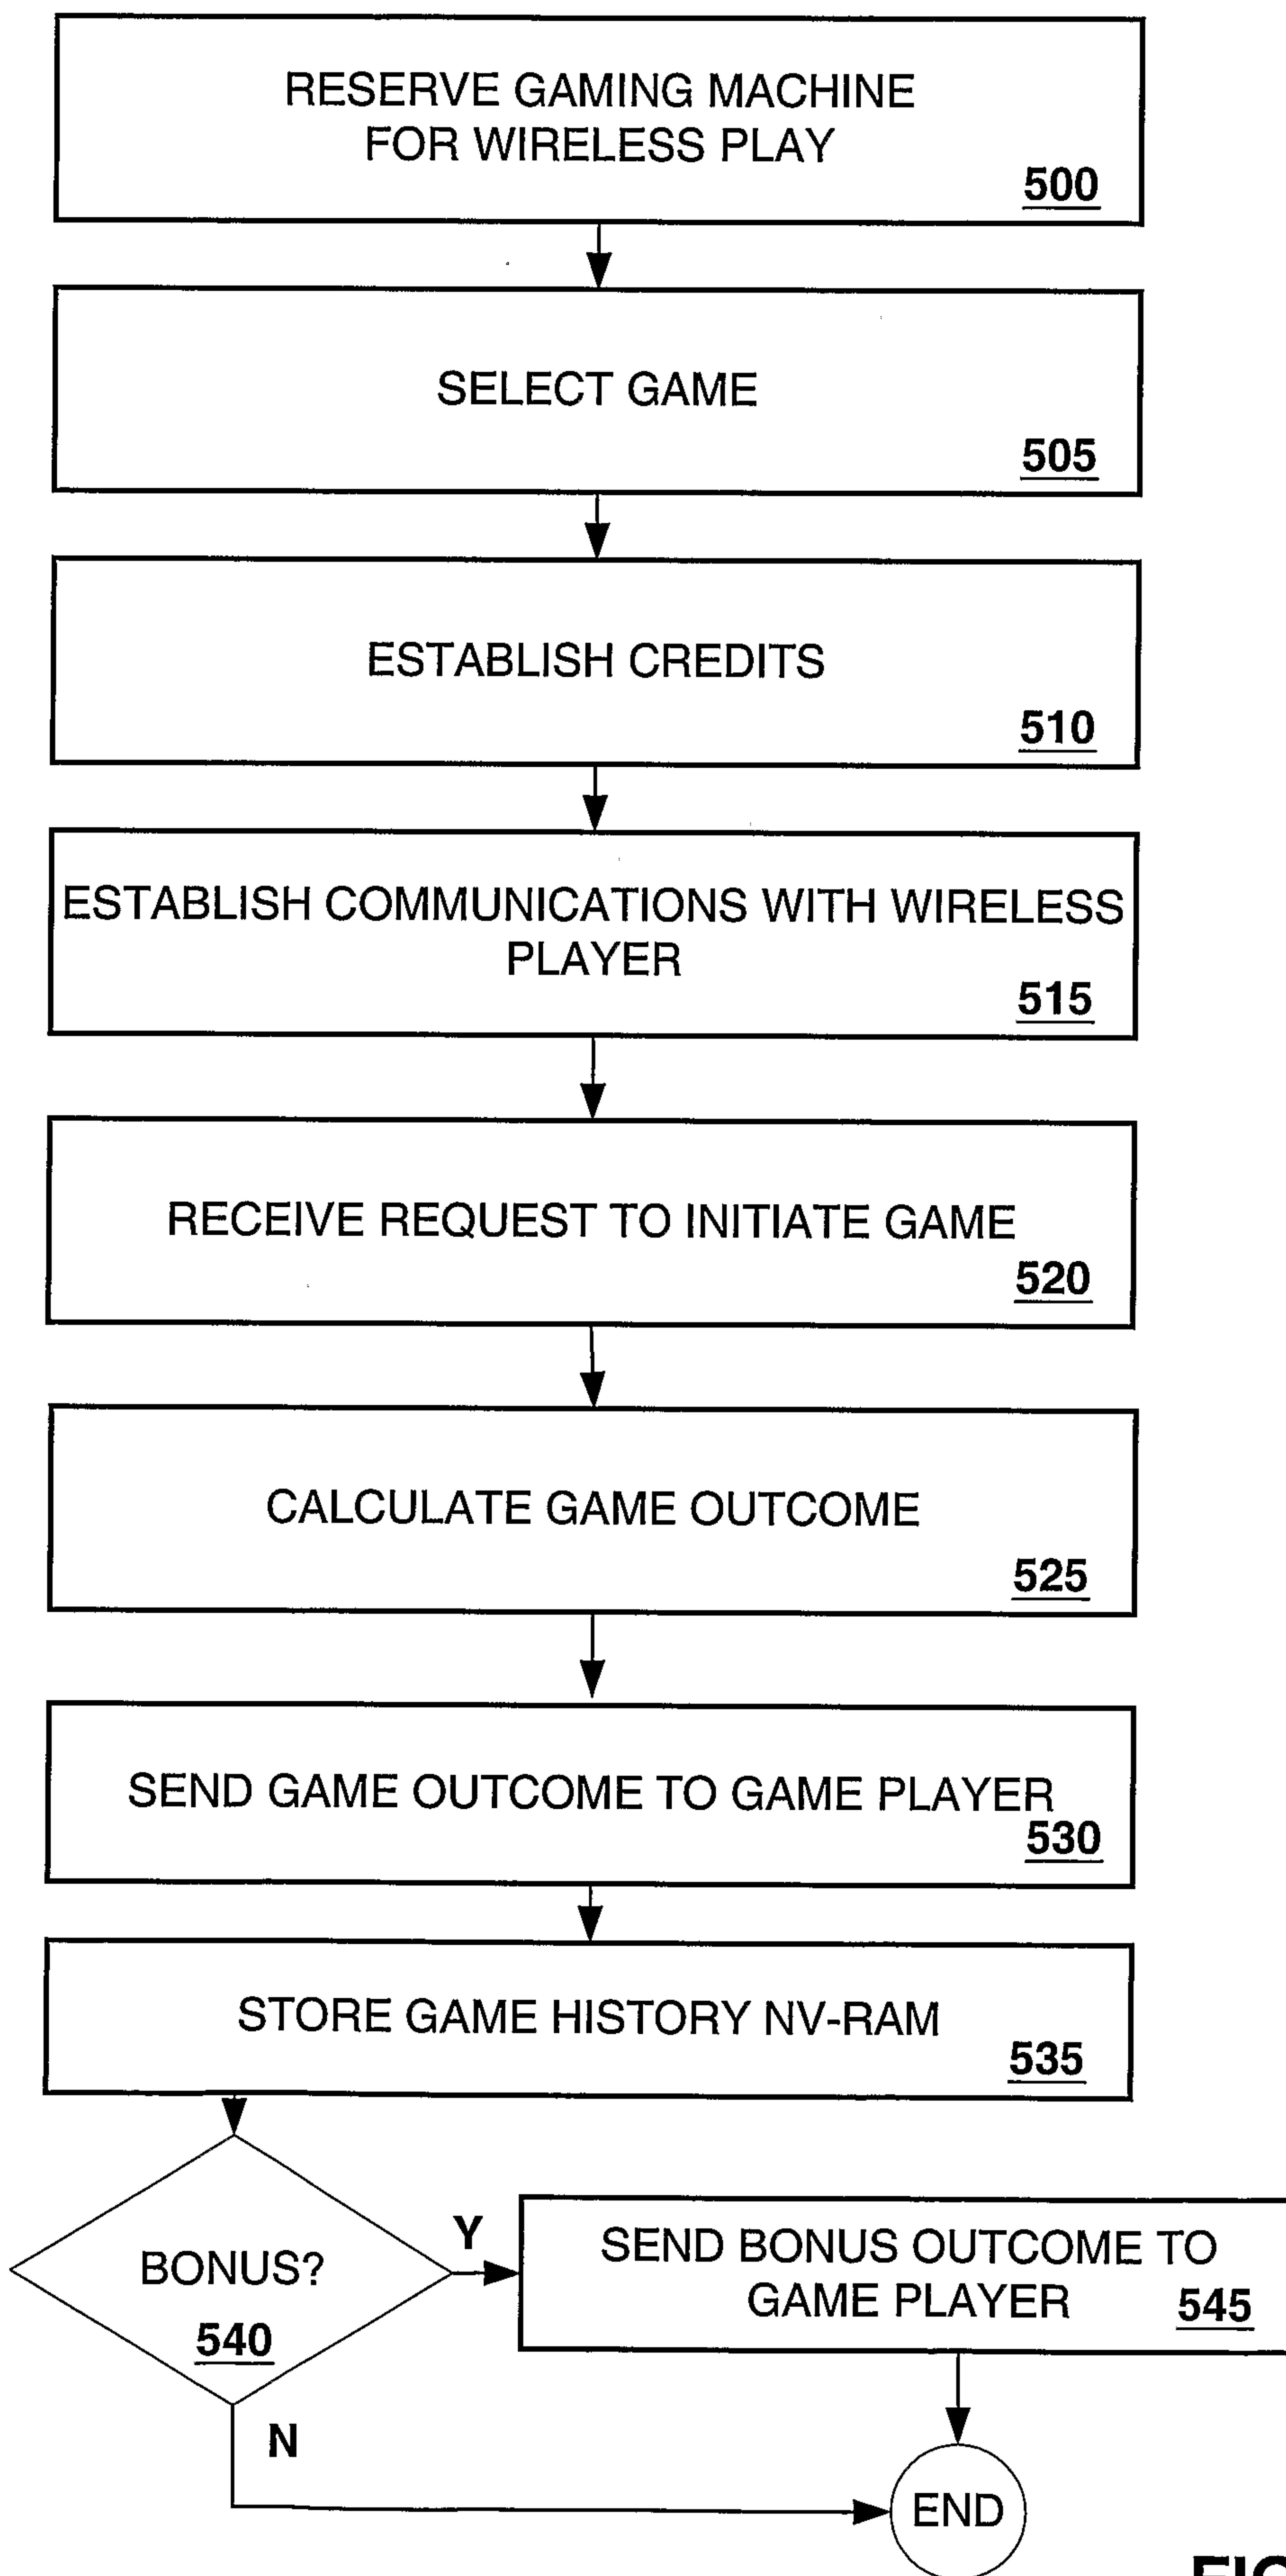 RESERVE GAMING MACHINE
FOR WIRELESS PLAY
500
SELECT GAME
505
ESTABLISH CREDITS
510
ESTABLISH COMMUNICATIONS WITH WIRELESS
PLAYER
515
RECEIVE REQUEST TO INITIATE GAME
520
CALCULATE GAME OUTCOME
525
SEND GAME OUTCOME TO GAME PLAYER
530
STORE GAME HISTORY NV-RAM
535
BONUS?
540
Y
SEND BONUS OUTCOME TO
GAME PLAYER
545
N
END